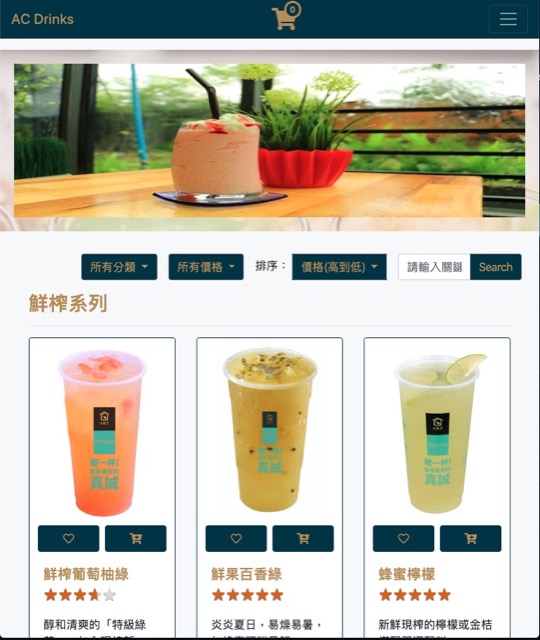 AC Drinks
0
所有分類
所有價格
排序：
價格(高到低)
請輸入關鍵
Search
鮮榨系列
敬一杯!
真誠
敬一杯!
真誠
敬一杯!
真誠
鮮榨葡萄柚綠
鮮果百香綠
蜂蜜檸檬
醇和清爽的「特級綠
炎炎夏日，易燥易暑，
新鮮現榨的檸檬或金桔